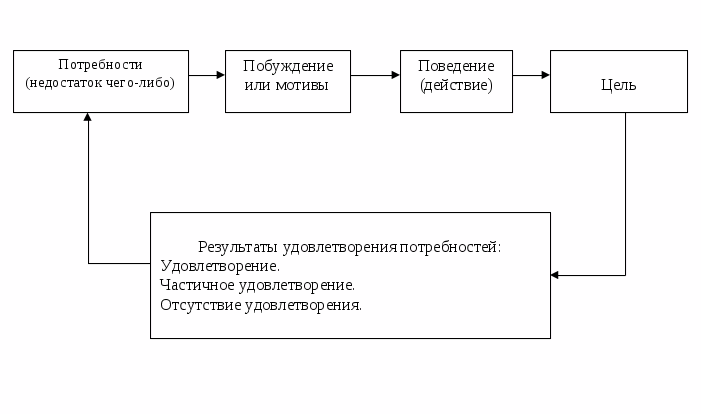 Потребности
(недостаток чего-либо)
Побуждение
или мотивы
Поведение
(действие)
Цель
Результаты удовлетворения потребностей:
Удовлетворение.
Частичное удовлетворение.
Отсутствие удовлетворения.